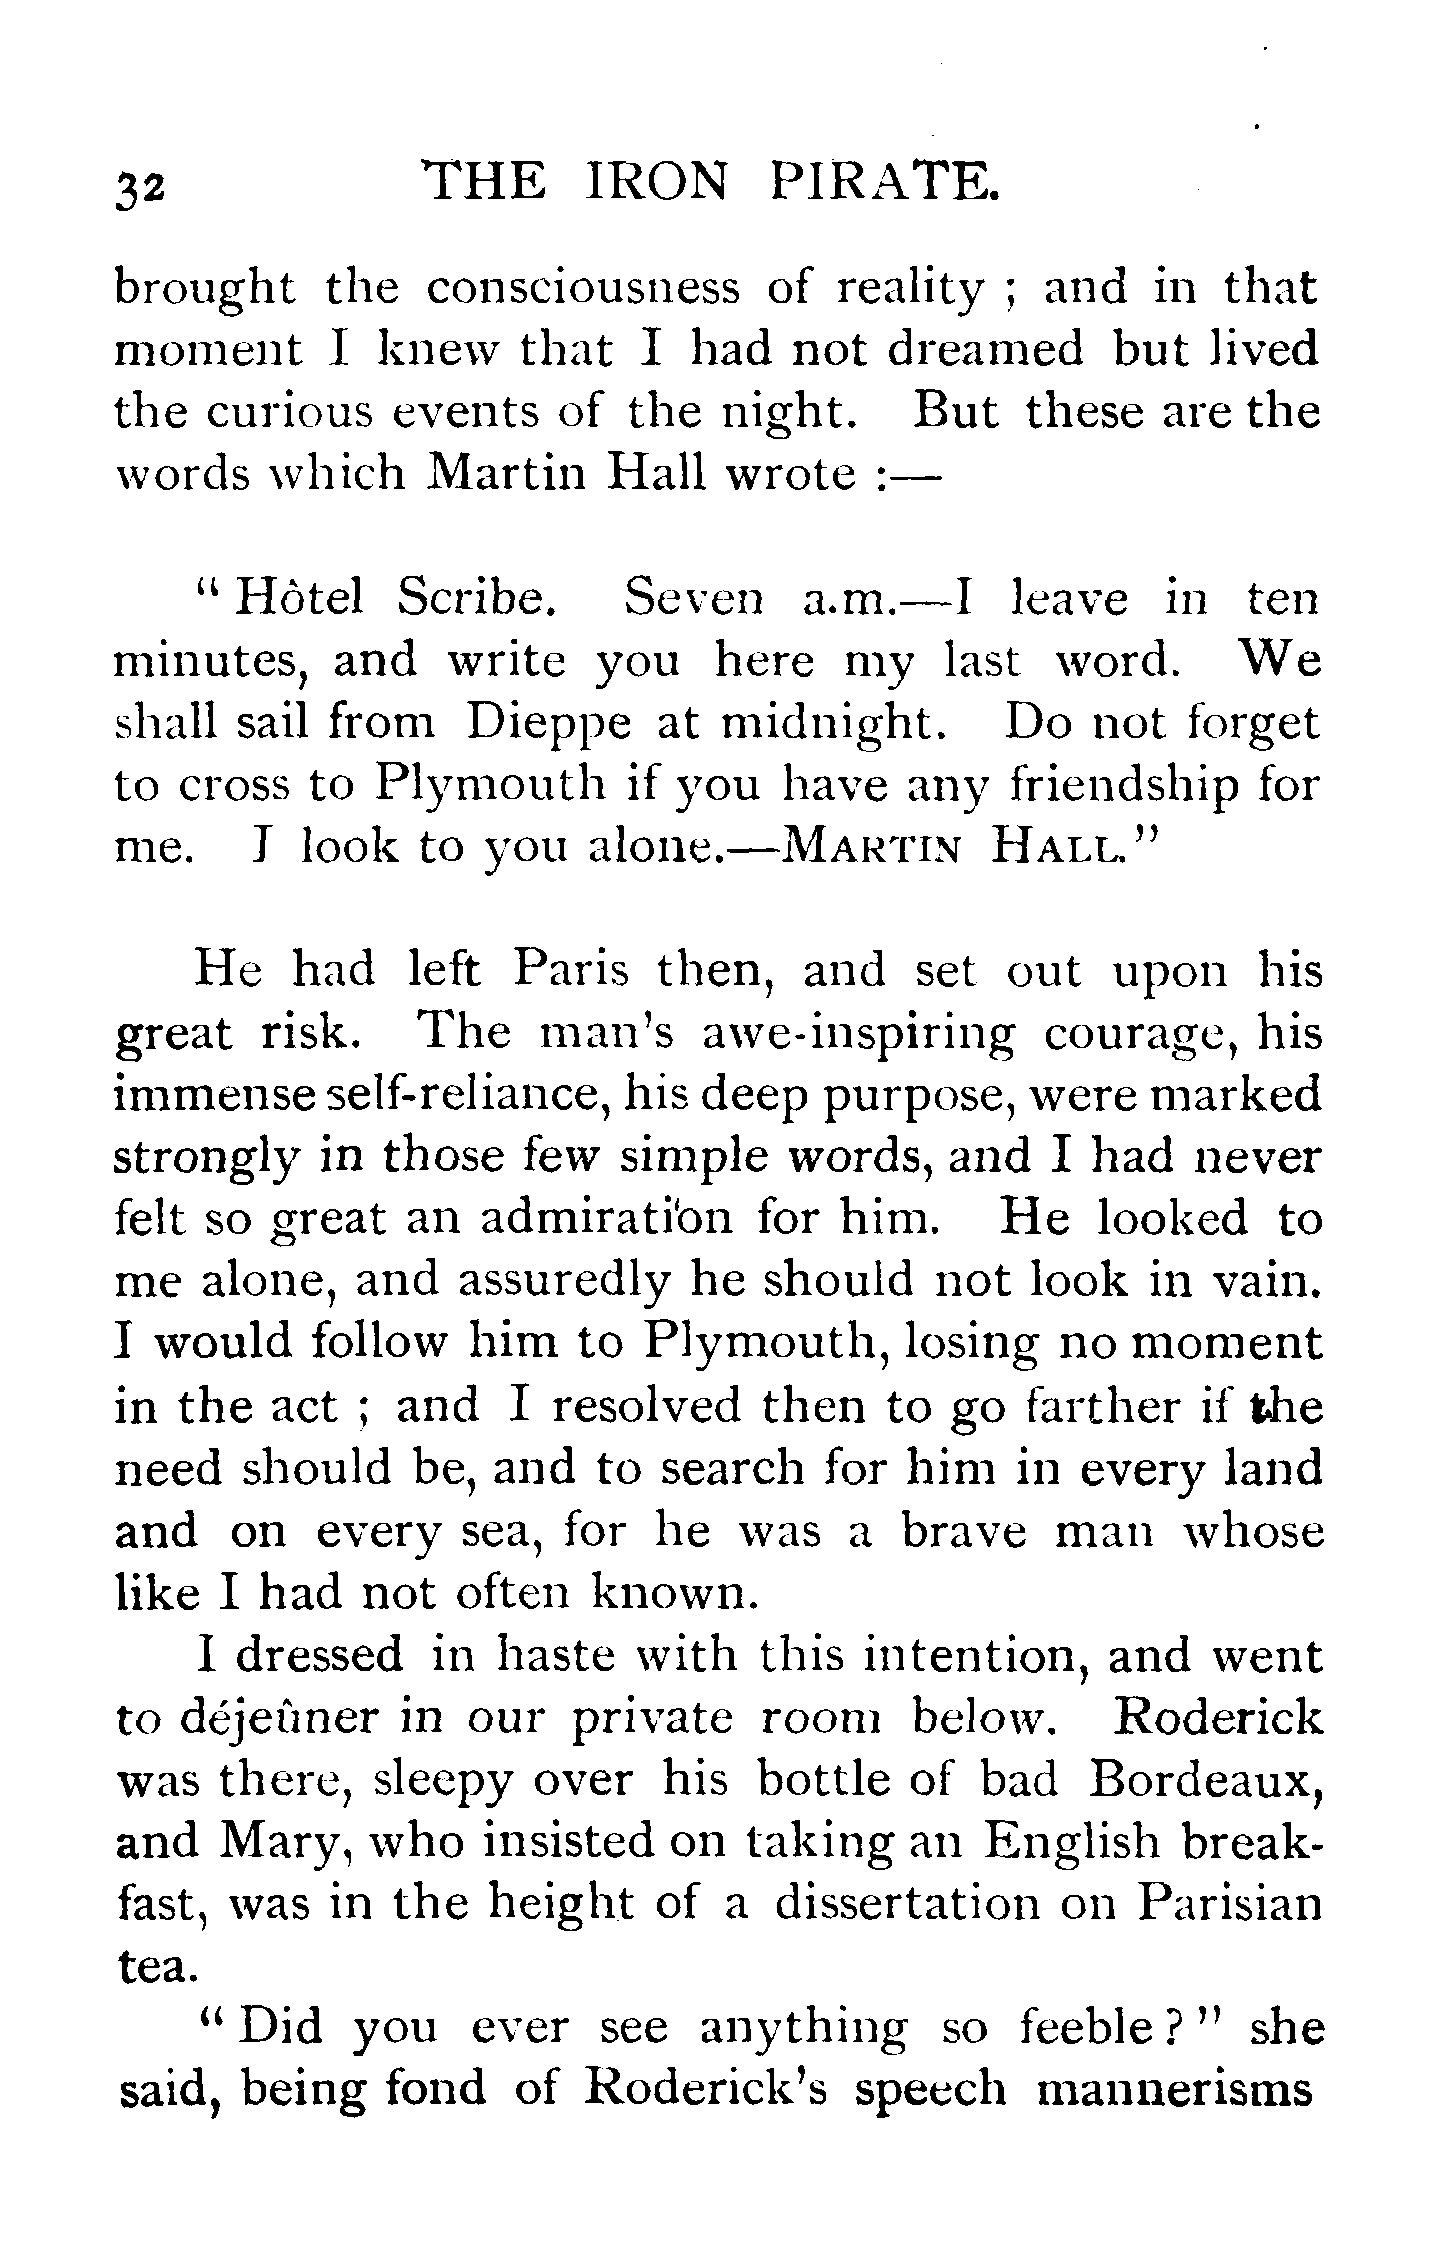 32 THE IRON PIRATE.
brought the consciousness of reality ; and in that
moment I knew that I had not dreamed but lived
the curious events of the night. But these are the
words which Martin Hall wrote :—
“ Hôtel Scribe. Seven a.m.—I leave in ten
minutes, and write you here my last word. We
shall sail from Dieppe at midnight. Do not forget
to cross to Plymouth if you have any friendship for
me. I look to you alone.—MARTIN HALL.”
He had left Paris then, and set out upon his
great risk. The man’s awe-inspiring courage, his
immense self-reliance, his deep purpose, were marked
strongly in those few simple words, and I had never
felt so great an admiration for him. He looked to
me alone, and assuredly he should not look in vain.
I would follow him to Plymouth, losing no moment
in the act ; and I resolved then to go farther if the
need should be, and to search for him in every land
and on every sea, for he was a brave man whose
like I had not often known.
I dressed in haste with this intention, and went
to déjeûner in our private room below. Roderick
was there, sleepy over his bottle of bad Bordeaux,
and Mary, who insisted on taking an English break-
fast, was in the height of a dissertation on Parisian
tea.
“ Did you ever see anything so feeble ? ” she
said, being fond of Roderick’s speech mannerisms